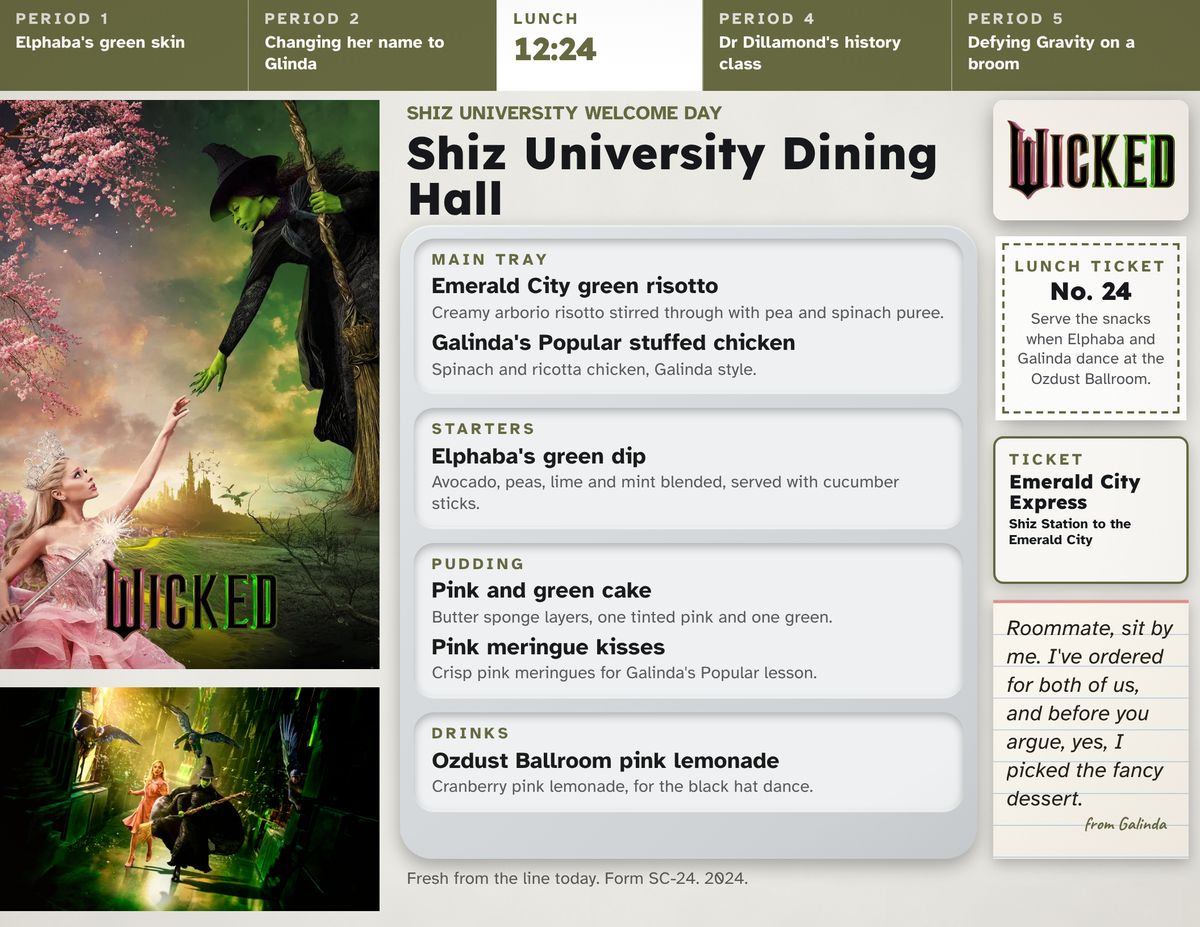 PERIOD 1
Elphaba's green skin
PERIOD 2
Changing her name to
Glinda
LUNCH
12:24
PERIOD 4
Dr Dillamond's history
class
PERIOD 5
Defying Gravity on a
broom
WICKED
SHIZ UNIVERSITY WELCOME DAY
Shiz University Dining
Hall
MAIN TRAY
Emerald City green risotto
Creamy arborio risotto stirred through with pea and spinach puree.
Galinda's Popular stuffed chicken
Spinach and ricotta chicken, Galinda style.
STARTERS
Elphaba's green dip
Avocado, peas, lime and mint blended, served with cucumber
sticks.
PUDDING
Pink and green cake
Butter sponge layers, one tinted pink and one green.
Pink meringue kisses
Crisp pink meringues for Galinda's Popular lesson.
DRINKS
Ozdust Ballroom pink lemonade
Cranberry pink lemonade, for the black hat dance.
Fresh from the line today. Form SC-24. 2024.
WICKED
LUNCH TICKET
No. 24
Serve the snacks
when Elphaba and
Galinda dance at the
Ozdust Ballroom.
TICKET
Emerald City
Express
Shiz Station to the
Emerald City
Roommate, sit by
me. I've ordered
for both of us,
and before you
argue, yes, I
picked the fancy
dessert.
from Galinda